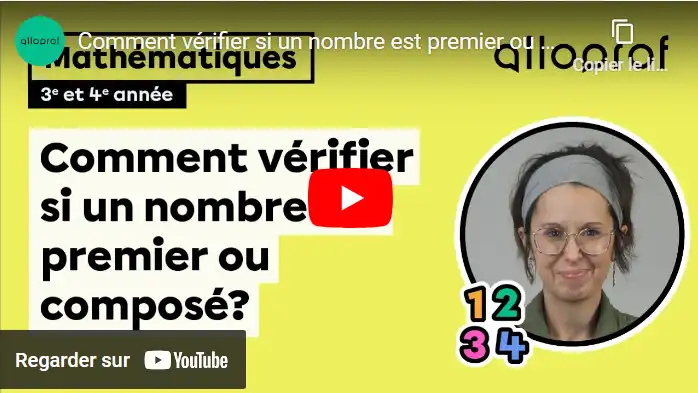 alloprof
Comment vérifier si un nombre est premier ou ...
Copier le li...
alloprof
Mathématiques
3e et 4e année
Comment vérifier
si un nombre
premier ou
composé?
1 2
3 4
Regarder sur YouTube